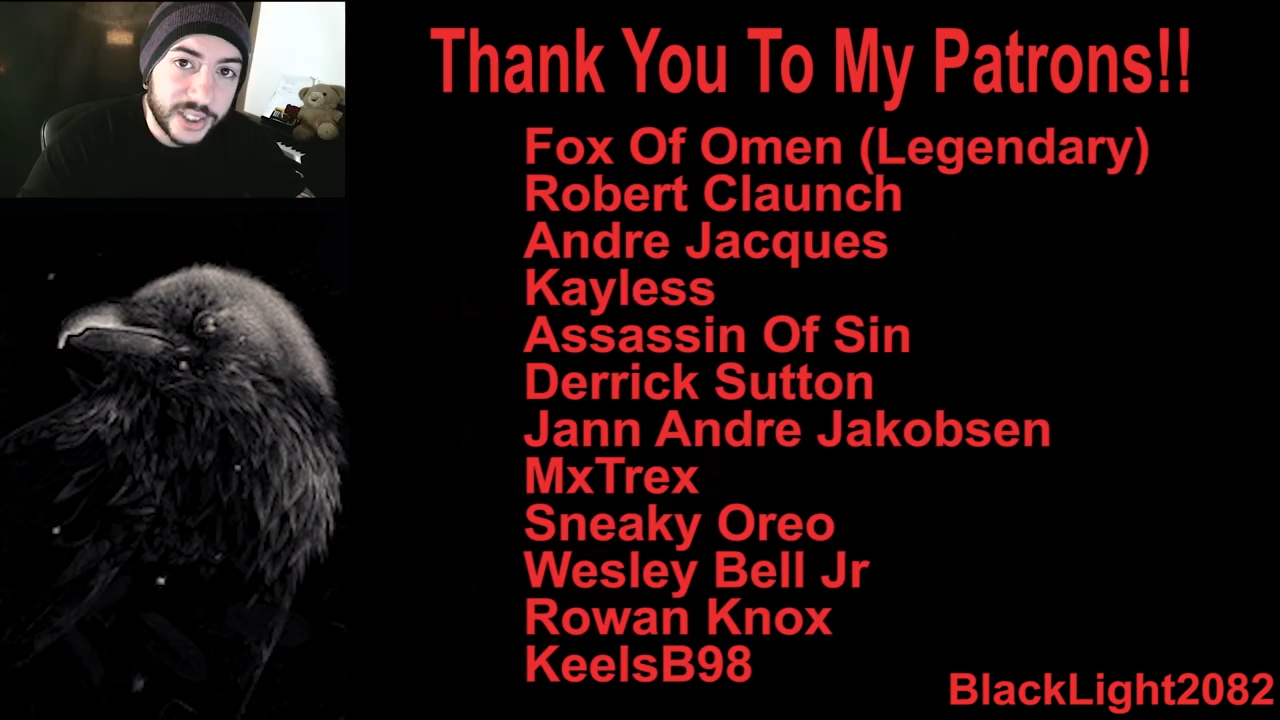 Thank You To My Patrons!!
Fox Of Omen (Legendary)
Robert Claunch
Andre Jacques
Kayless
Assassin Of Sin
Derrick Sutton
Jann Andre Jakobsen
MxTrex
Sneaky Oreo
Wesley Bell Jr
Rowan Knox
KeelsB98
BlackLight2082